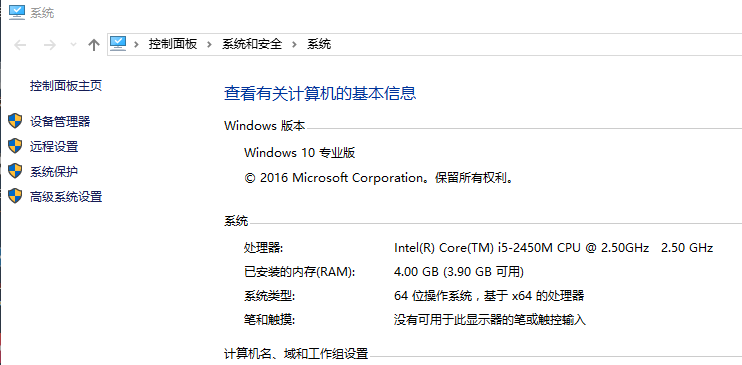 系统
控制面板 > 系统和安全 > 系统
控制面板主页
设备管理器
远程设置
系统保护
高级系统设置
查看有关计算机的基本信息
Windows 版本
Windows 10 专业版
© 2016 Microsoft Corporation。保留所有权利。
系统
处理器: Intel(R) Core(TM) i5-2450M CPU @ 2.50GHz 2.50 GHz
已安装的内存(RAM): 4.00 GB (3.90 GB 可用)
系统类型: 64 位操作系统，基于 x64 的处理器
笔和触摸: 没有可用于此显示器的笔或触控输入
计算机名、域和工作组设置